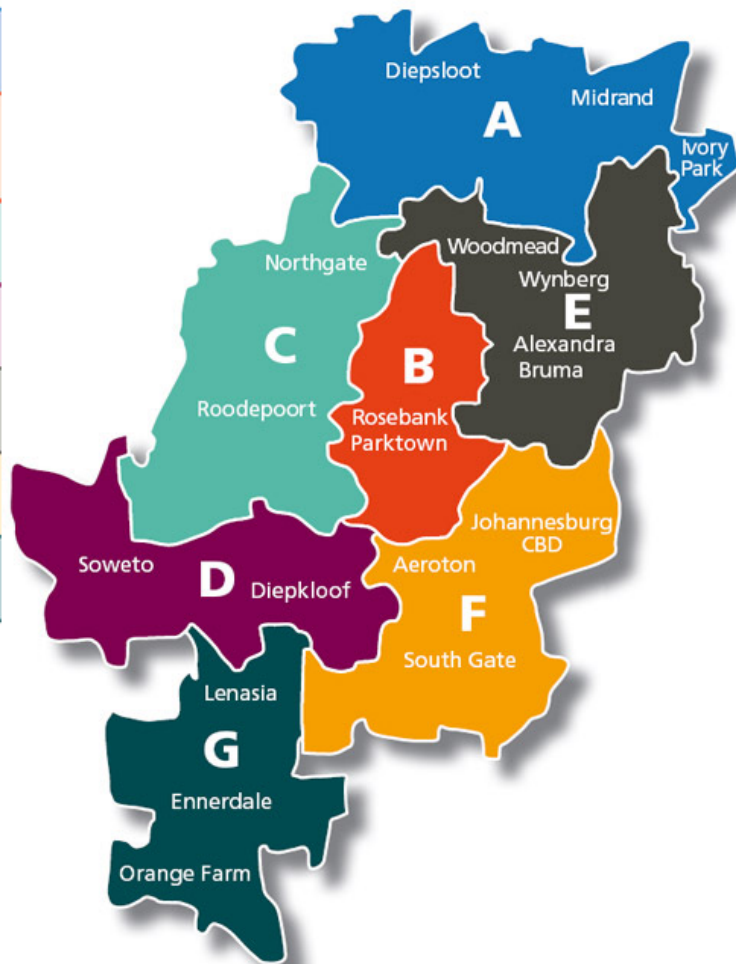 Diepsloot
Midrand
A
Ivory
Park
Woodmead
Northgate
Wynberg
E
C
Alexandra
B
Bruma
Roodepoort
Rosebank
Parktown
Johannesburg
CBD
Soweto
Aeroton
D
Diepkloof
F
South Gate
Lenasia
G
Ennerdale
Orange Farm